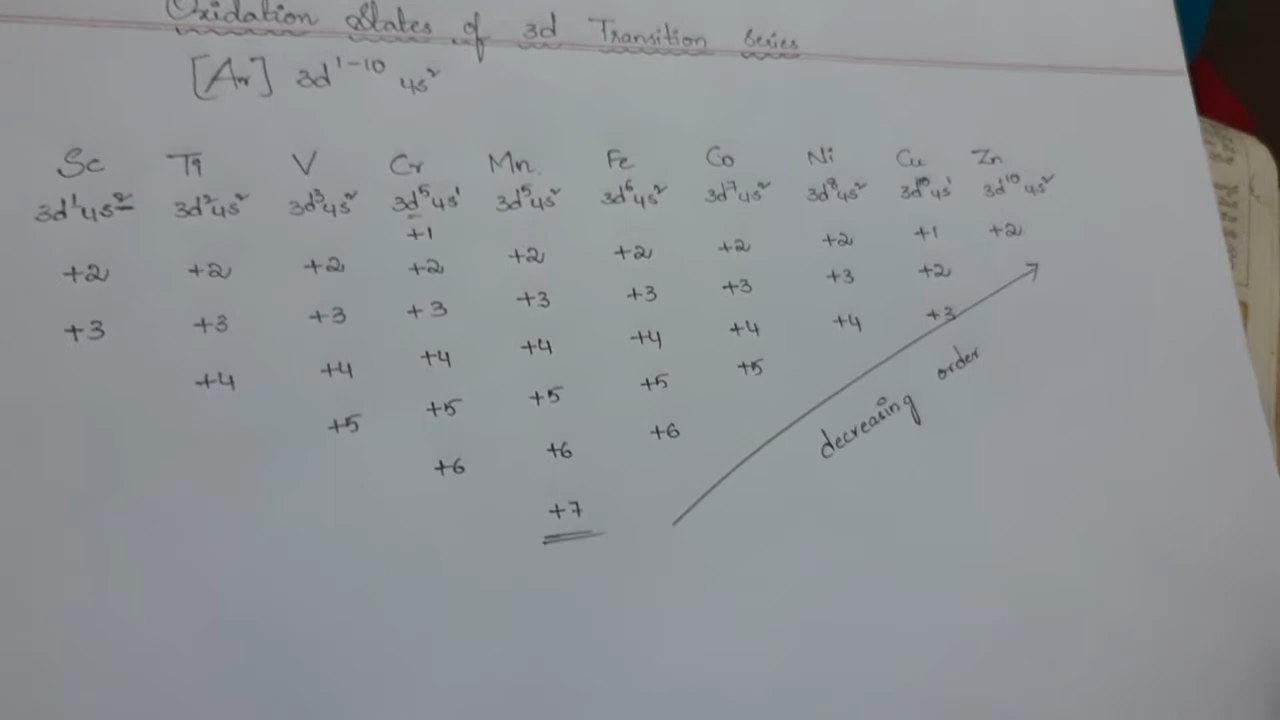 Oxidation States of 3d Transition Series
[Ar] 3d¹⁻¹⁰ 4s²
Sc Ti V Cr Mn Fe Co Ni Cu Zn
3d¹4s² 3d²4s² 3d³4s² 3d⁵4s¹ 3d⁵4s² 3d⁶4s² 3d⁷4s² 3d⁸4s² 3d¹⁰4s¹ 3d¹⁰4s²
+1
+2 +2 +2 +2 +2 +2 +2 +2 +1 +2
+3 +3 +3 +3 +3 +3 +3 +3 +2
+4 +4 +4 +4 +4 +4 +4 +3
+5 +5 +5 +5 +5
+6 +6 +6
+7
decreasing order